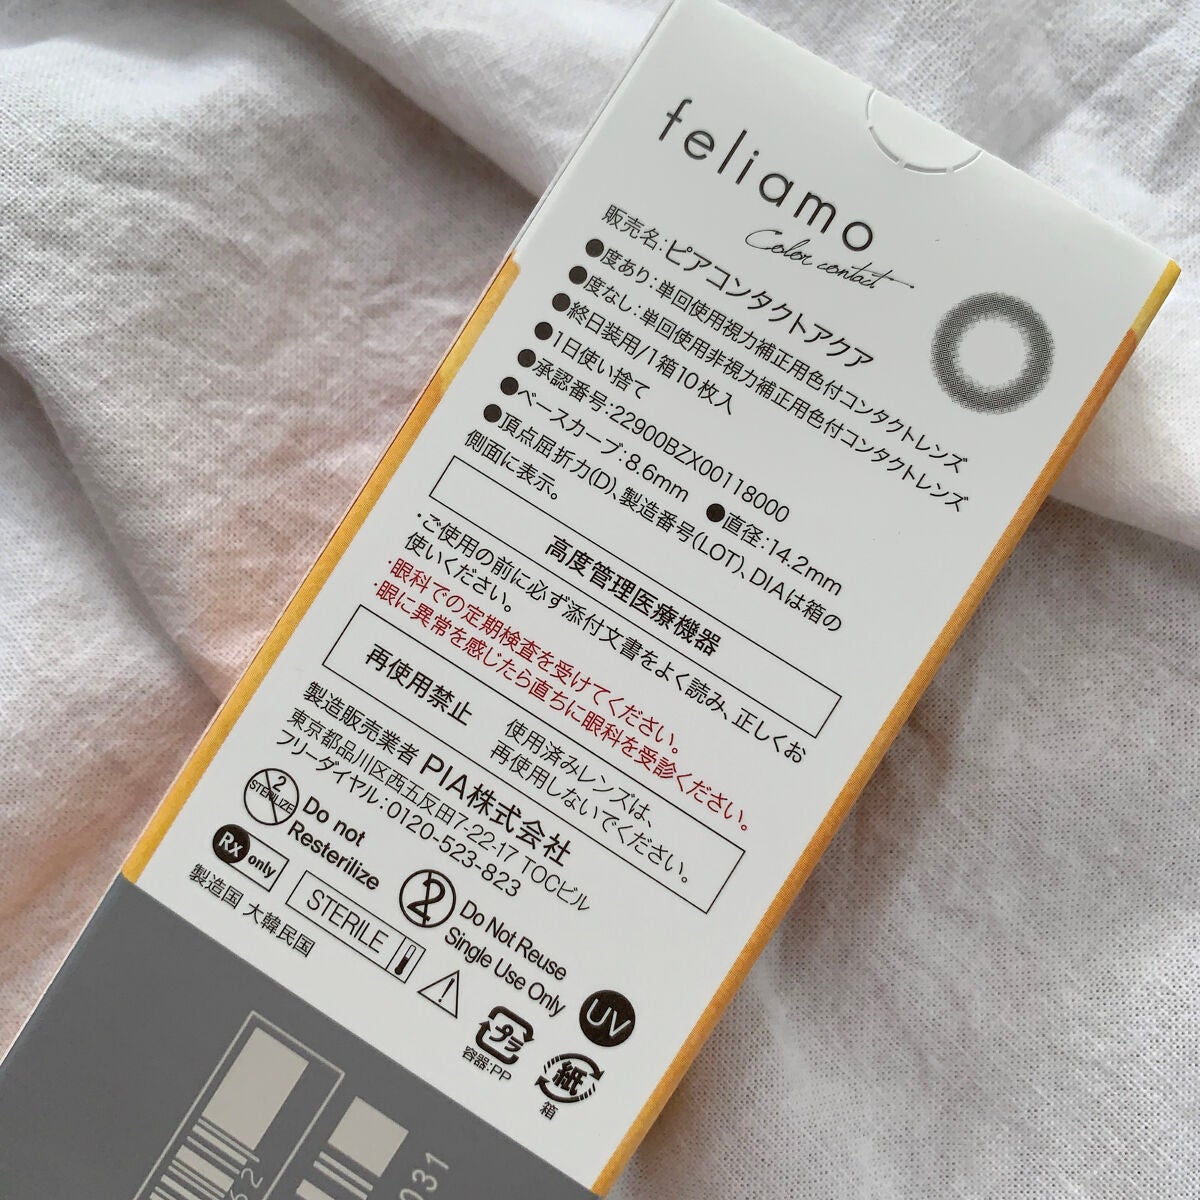 feliamo
Color contact
販売名:ピアコンタクトアクア
●度あり:単回使用視力補正用色付コンタクトレンズ
●度なし:単回使用非視力補正用色付コンタクトレンズ
●終日装用/1箱10枚入
●1日使い捨て
●承認番号:22900BZX00118000
●ベースカーブ:8.6mm ●直径:14.2mm
●頂点屈折力(D)、製造番号(LOT)、DIAは箱の
側面に表示。
高度管理医療機器
・ご使用の前に必ず添付文書をよく読み、正しくお
使いください。
・眼科での定期検査を受けてください。
・眼に異常を感じたら直ちに眼科を受診ください。
再使用禁止
使用済みレンズは、
再使用しないでください。
製造販売業者 PIA株式会社
東京都品川区西五反田7-22-17 TOCビル
フリーダイヤル:0120-523-823
2
STERILIZE
Do not
Resterilize
Rx only
STERILE
2
Do Not Reuse
Single Use Only
UV
製造国 大韓民国
プラ
容器:PP
紙
箱
031